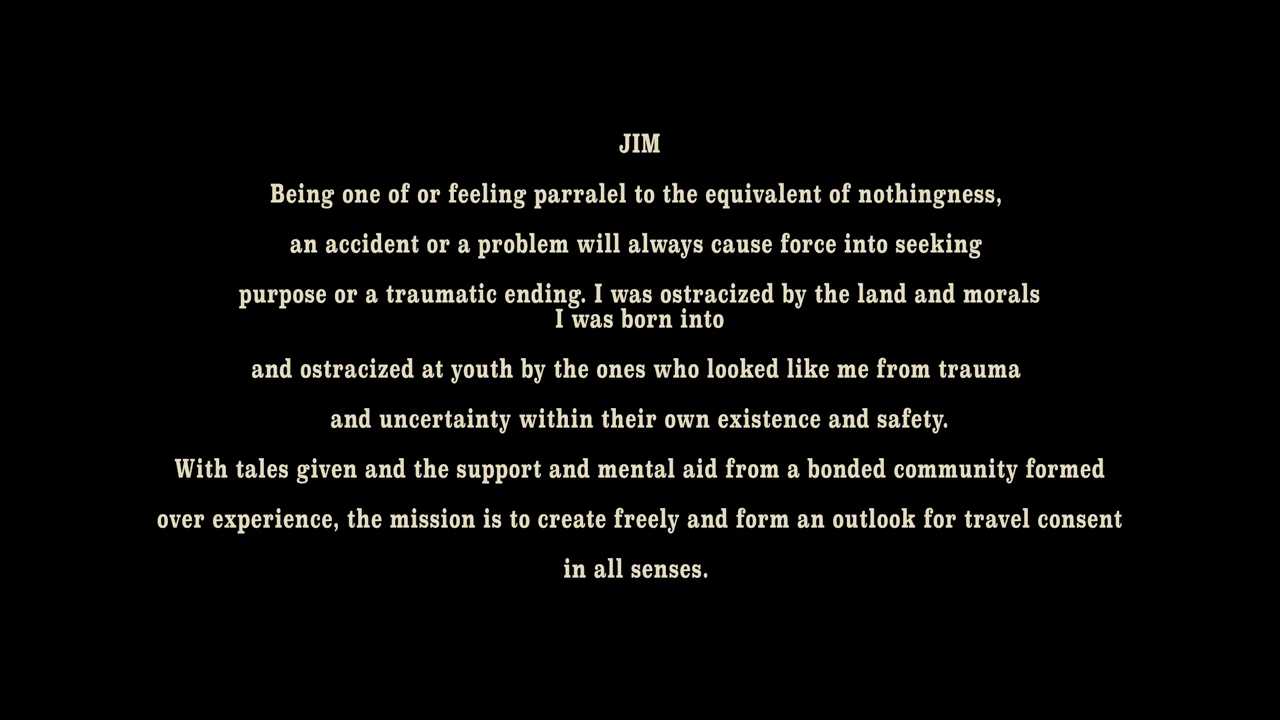 JIM
Being one of or feeling parralel to the equivalent of nothingness,
an accident or a problem will always cause force into seeking
purpose or a traumatic ending. I was ostracized by the land and morals
I was born into
and ostracized at youth by the ones who looked like me from trauma
and uncertainty within their own existence and safety.
With tales given and the support and mental aid from a bonded community formed
over experience, the mission is to create freely and form an outlook for travel consent
in all senses.